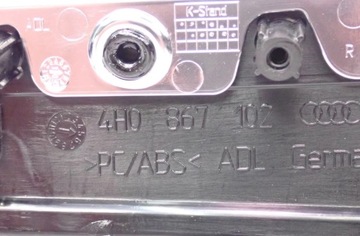 ADL K-Stand R
4H0 867 102
>PC/ABS< ADL Germa